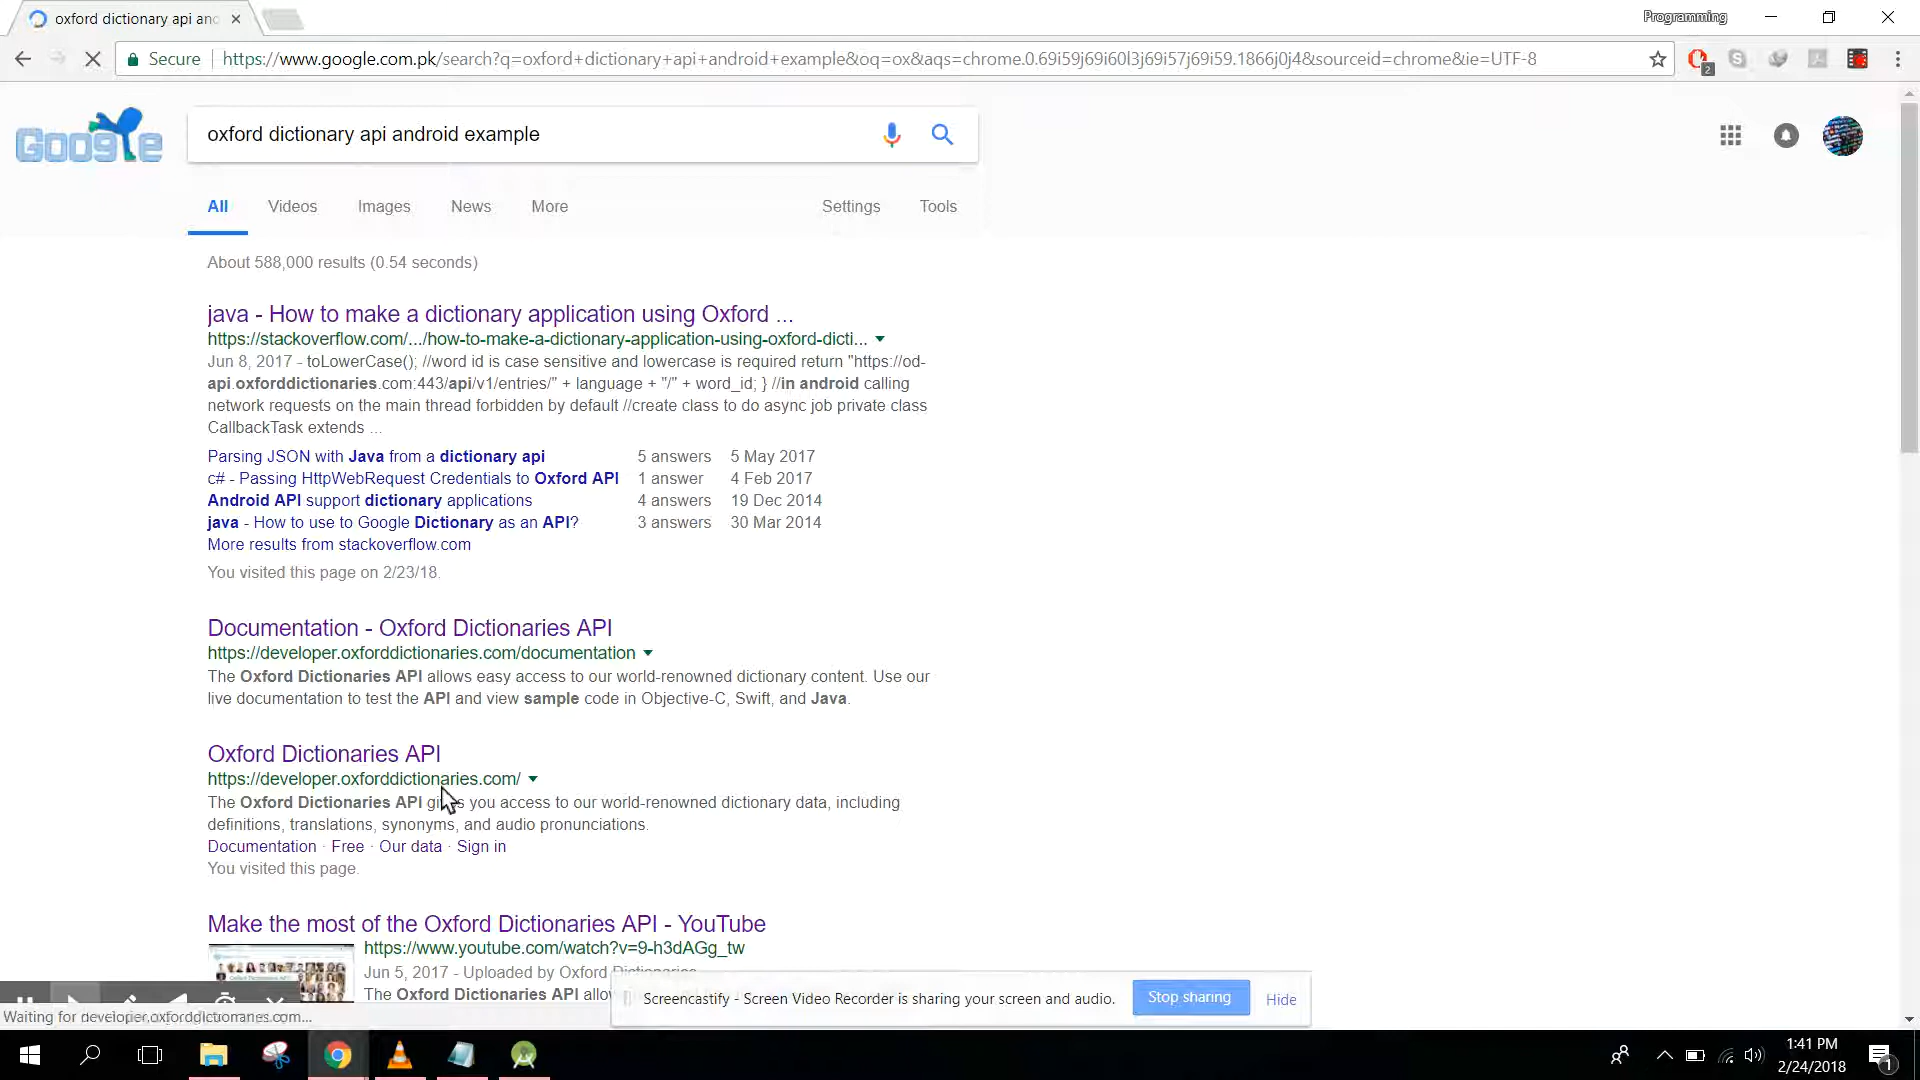 oxford dictionary api and
Programming
Secure
https://www.google.com.pk/search?q=oxford+dictionary+api+android+example&oq=ox&aqs=chrome.0.69i59j69i60l3j69i57j69i59.1866j0j4&sourceid=chrome&ie=UTF-8
2
Google
oxford dictionary api android example
All Videos Images News More Settings Tools
About 588,000 results (0.54 seconds)
java - How to make a dictionary application using Oxford ...
https://stackoverflow.com/.../how-to-make-a-dictionary-application-using-oxford-dicti...
Jun 8, 2017 - toLowerCase(); //word id is case sensitive and lowercase is required return "https://od-
api.oxforddictionaries.com:443/api/v1/entries/" + language + "/" + word_id; } //in android calling
network requests on the main thread forbidden by default //create class to do async job private class
CallbackTask extends ...
Parsing JSON with Java from a dictionary api 5 answers 5 May 2017
c# - Passing HttpWebRequest Credentials to Oxford API 1 answer 4 Feb 2017
Android API support dictionary applications 4 answers 19 Dec 2014
java - How to use to Google Dictionary as an API? 3 answers 30 Mar 2014
More results from stackoverflow.com
You visited this page on 2/23/18.
Documentation - Oxford Dictionaries API
https://developer.oxforddictionaries.com/documentation
The Oxford Dictionaries API allows easy access to our world-renowned dictionary content. Use our
live documentation to test the API and view sample code in Objective-C, Swift, and Java.
Oxford Dictionaries API
https://developer.oxforddictionaries.com/
The Oxford Dictionaries API gives you access to our world-renowned dictionary data, including
definitions, translations, synonyms, and audio pronunciations.
Documentation · Free · Our data · Sign in
You visited this page.
Make the most of the Oxford Dictionaries API - YouTube
https://www.youtube.com/watch?v=9-h3dAGg_tw
Jun 5, 2017 - Uploaded by Oxford Dictionaries
The Oxford Dictionaries API allo
Screencastify - Screen Video Recorder is sharing your screen and audio. Stop sharing Hide
Waiting for developer.oxforddictionaries.com...
1:41 PM
2/24/2018
1